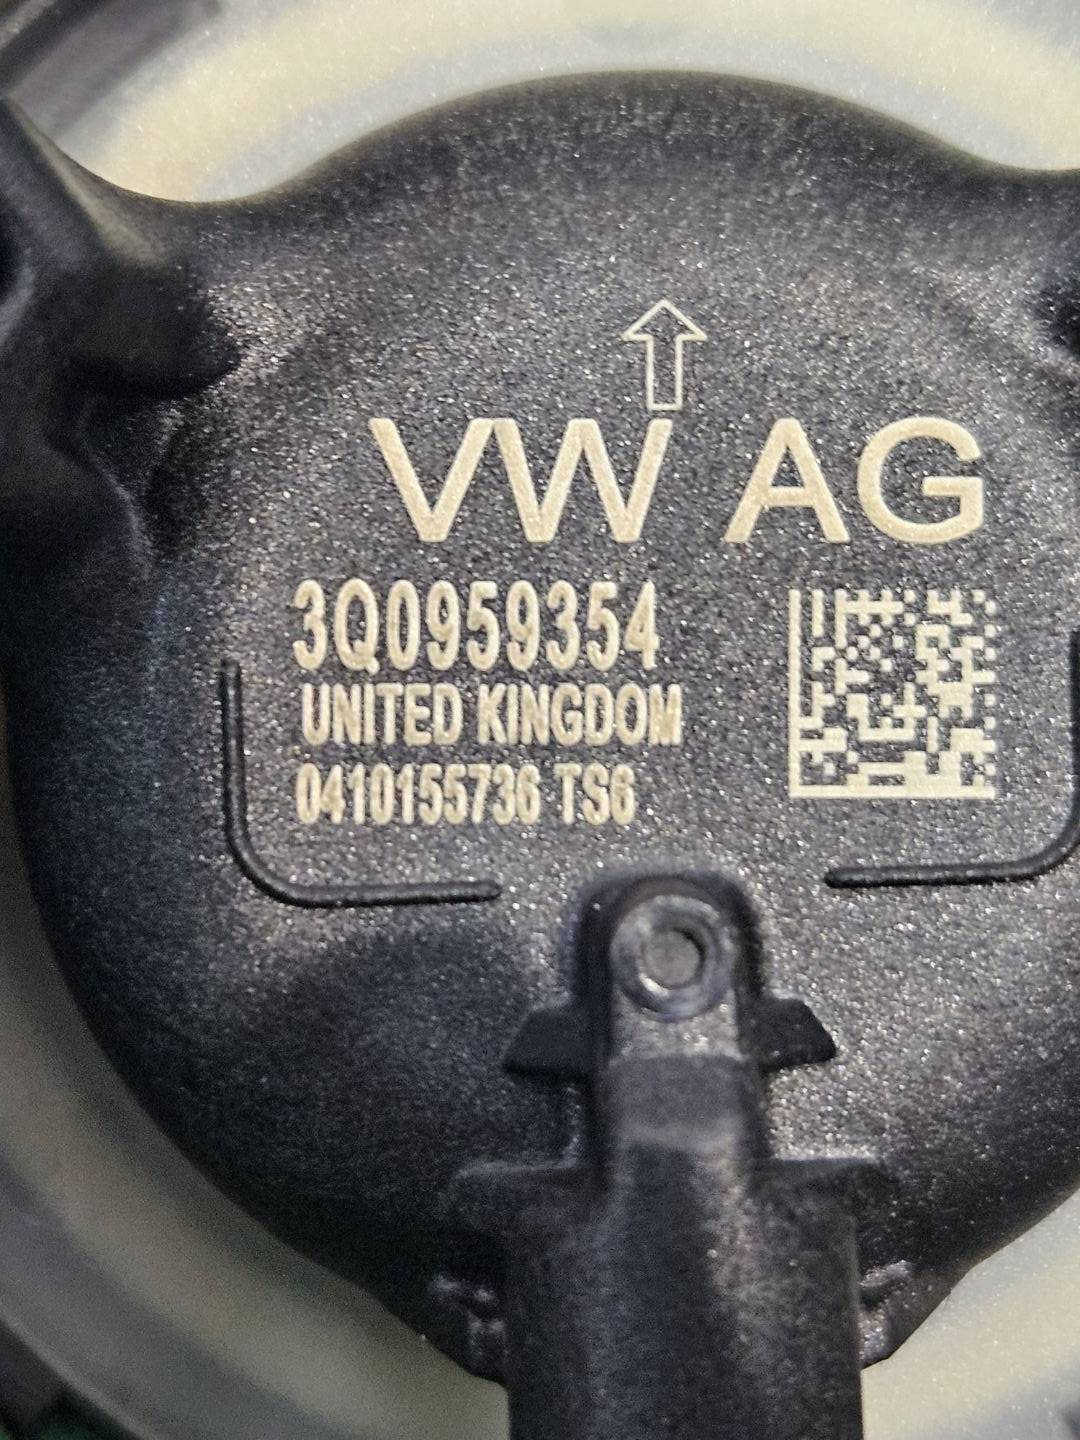 VW AG
3Q0959354
UNITED KINGDOM
0410155736 TS6